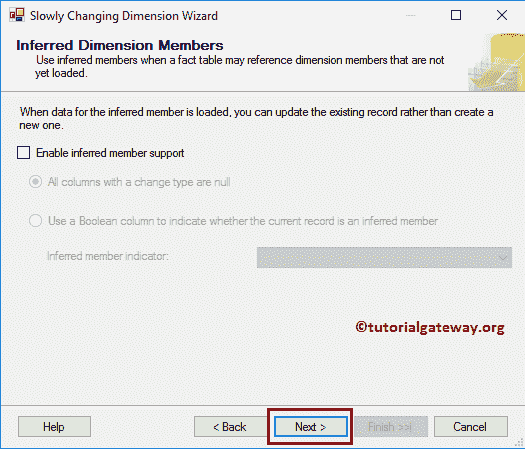 Slowly Changing Dimension Wizard
Inferred Dimension Members
Use inferred members when a fact table may reference dimension members that are not
yet loaded.
When data for the inferred member is loaded, you can update the existing record rather than create a
new one.
Enable inferred member support
All columns with a change type are null
Use a Boolean column to indicate whether the current record is an inferred member
Inferred member indicator:
©tutorialgateway.org
Help
< Back
Next >
Finish >>|
Cancel